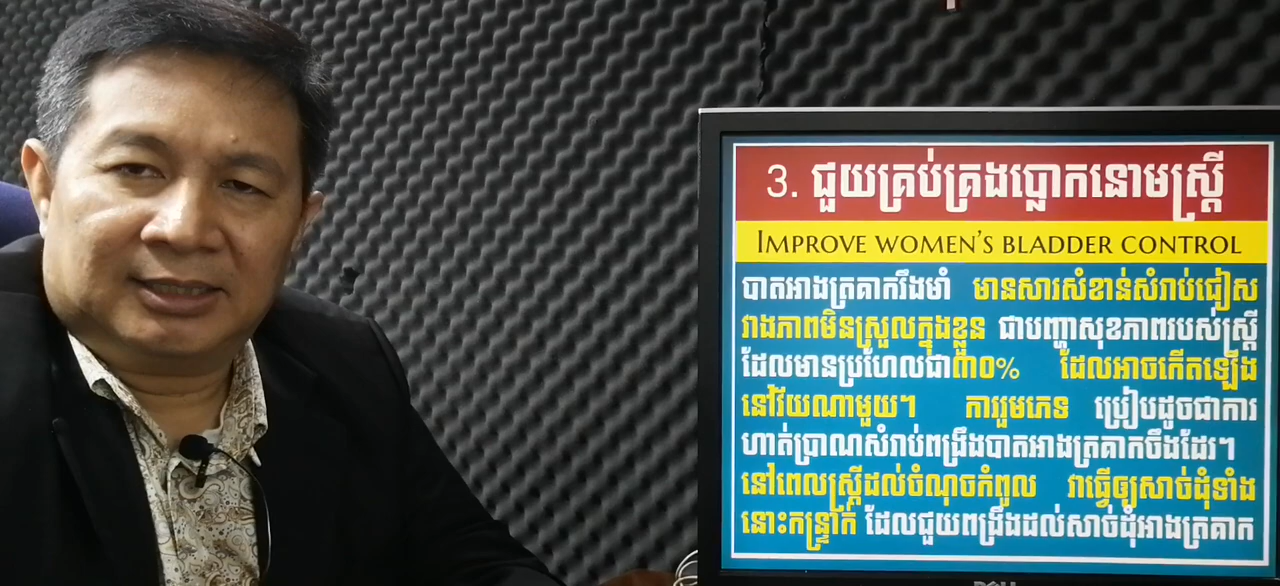 3. ជួយគ្រប់គ្រងប្លោកនោមស្ត្រី
IMPROVE WOMEN'S BLADDER CONTROL
បាតអាងត្រគាករឹងមាំ មានសារសំខាន់សំរាប់ជៀស
វាងភាពមិនស្រួលក្នុងខ្លួន ជាបញ្ហាសុខភាពរបស់ស្ត្រី
ដែលមានប្រហែលជា៣០% ដែលអាចកើតឡើង
នៅវ័យណាមួយ។ ការរួមភេទ ប្រៀបដូចជាការ
ហាត់ប្រាណសំរាប់ពង្រឹងបាតអាងត្រគាកចឹងដែរ។
នៅពេលស្ត្រីដល់ចំណុចកំពូល វាធ្វើឲ្យសាច់ដុំទាំង
នោះកន្ត្រាក់ ដែលជួយពង្រឹងដល់សាច់ដុំអាងត្រគាក